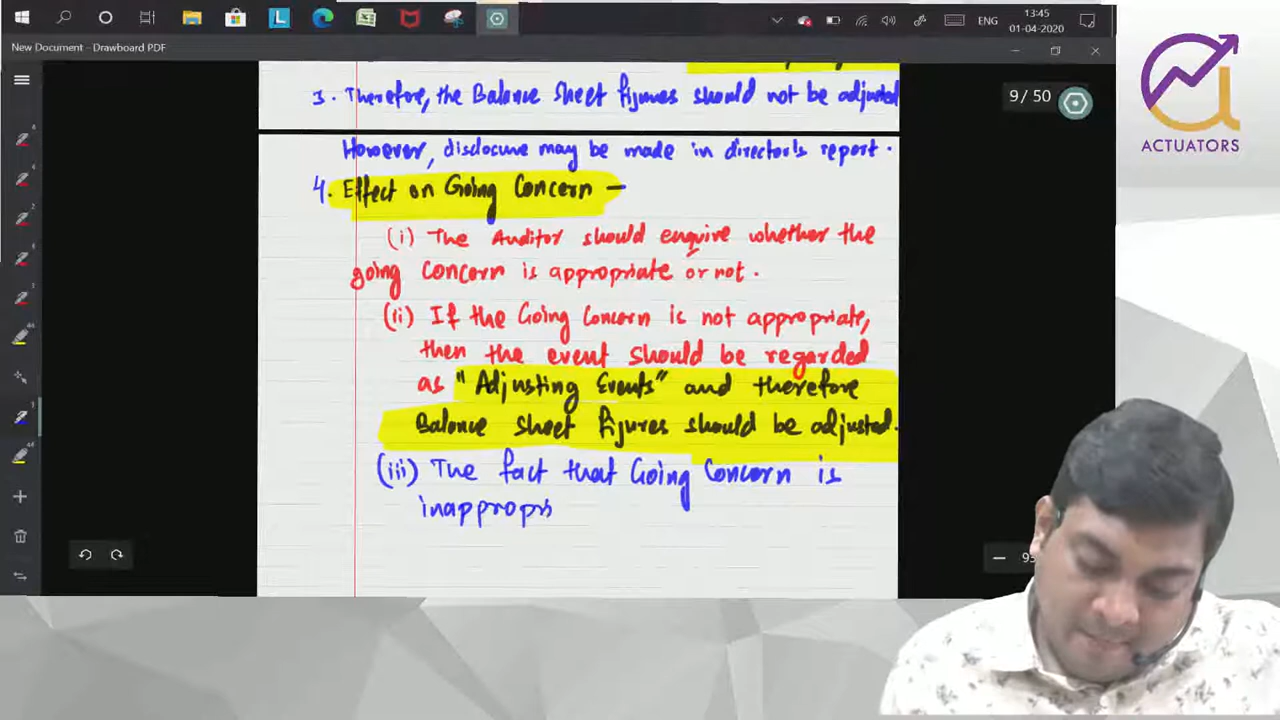 13:45
ENG
01-04-2020
New Document - Drawboard PDF
9 / 50
ACTUATORS
3. Therefore, the Balance Sheet figures should not be adjusted
However, disclosure may be made in director's report.
4. Effect on Going Concern –
(i) The Auditor should enquire whether the
going Concern is appropriate or not.
(ii) If the Going Concern is not appropriate,
then the event should be regarded
as "Adjusting Events" and therefore
Balance Sheet figures should be adjusted.
(iii) The fact that Going Concern is
inappropri